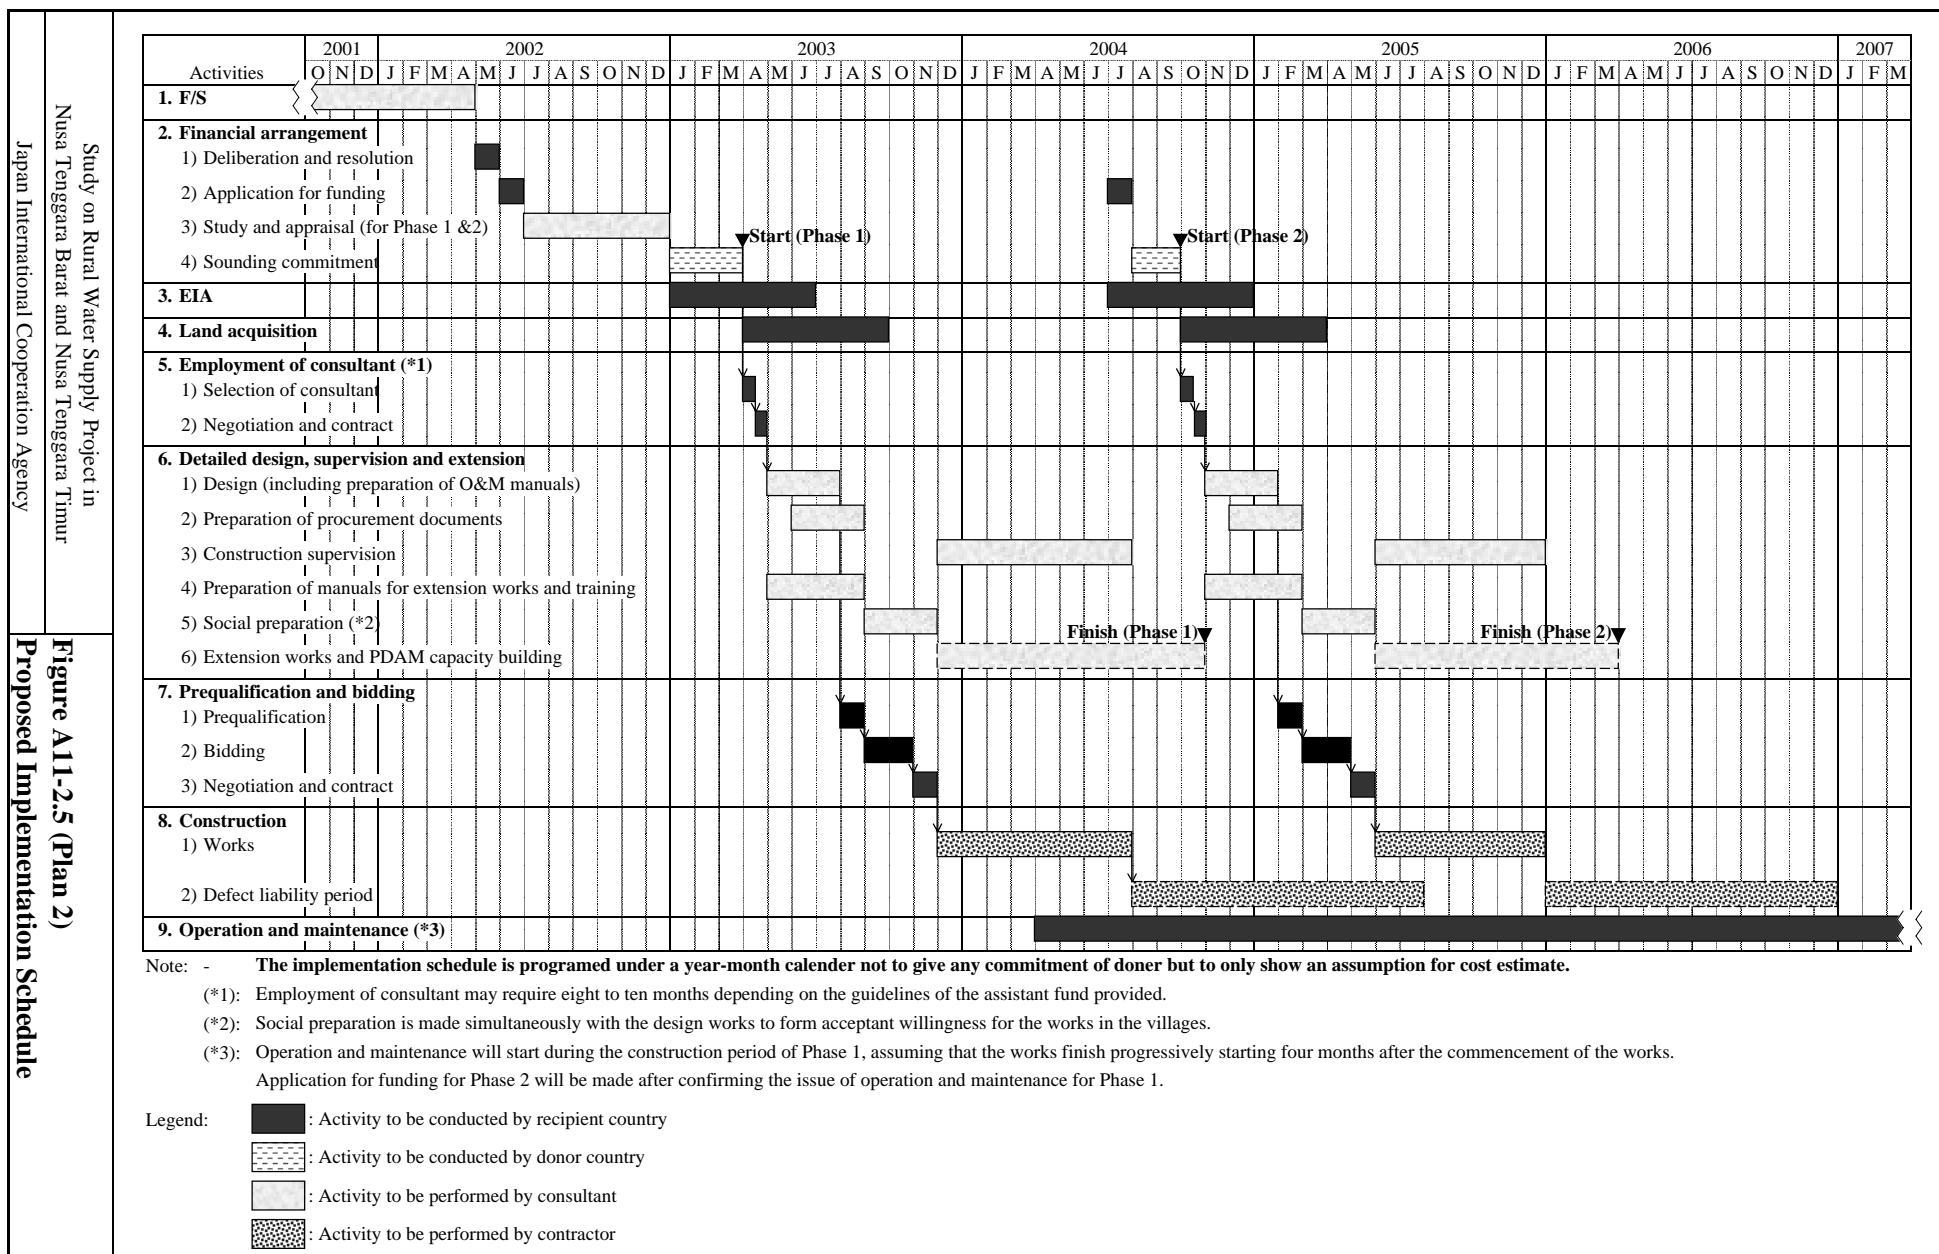 Study on Rural Water Supply Project in
Nusa Tenggara Barat and Nusa Tenggara Timur
Japan International Cooperation Agency
Figure A11-2.5 (Plan 2)
Proposed Implementation Schedule
2001 2002 2003 2004 2005 2006 2007
Activities O N D J F M A M J J A S O N D J F M A M J J A S O N D J F M A M J J A S O N D J F M A M J J A S O N D J F M A M J J A S O N D J F M
1. F/S
2. Financial arrangement
1) Deliberation and resolution
2) Application for funding
3) Study and appraisal (for Phase 1 &2)
Start (Phase 1) Start (Phase 2)
4) Sounding commitment
3. EIA
4. Land acquisition
5. Employment of consultant (*1)
1) Selection of consultant
2) Negotiation and contract
6. Detailed design, supervision and extension
1) Design (including preparation of O&M manuals)
2) Preparation of procurement documents
3) Construction supervision
4) Preparation of manuals for extension works and training
5) Social preparation (*2)
Finish (Phase 1) Finish (Phase 2)
6) Extension works and PDAM capacity building
7. Prequalification and bidding
1) Prequalification
2) Bidding
3) Negotiation and contract
8. Construction
1) Works
2) Defect liability period
9. Operation and maintenance (*3)
Note: - The implementation schedule is programed under a year-month calender not to give any commitment of doner but to only show an assumption for cost estimate.
(*1): Employment of consultant may require eight to ten months depending on the guidelines of the assistant fund provided.
(*2): Social preparation is made simultaneously with the design works to form acceptant willingness for the works in the villages.
(*3): Operation and maintenance will start during the construction period of Phase 1, assuming that the works finish progressively starting four months after the commencement of the works.
Application for funding for Phase 2 will be made after confirming the issue of operation and maintenance for Phase 1.
Legend: : Activity to be conducted by recipient country
: Activity to be conducted by donor country
: Activity to be performed by consultant
: Activity to be performed by contractor